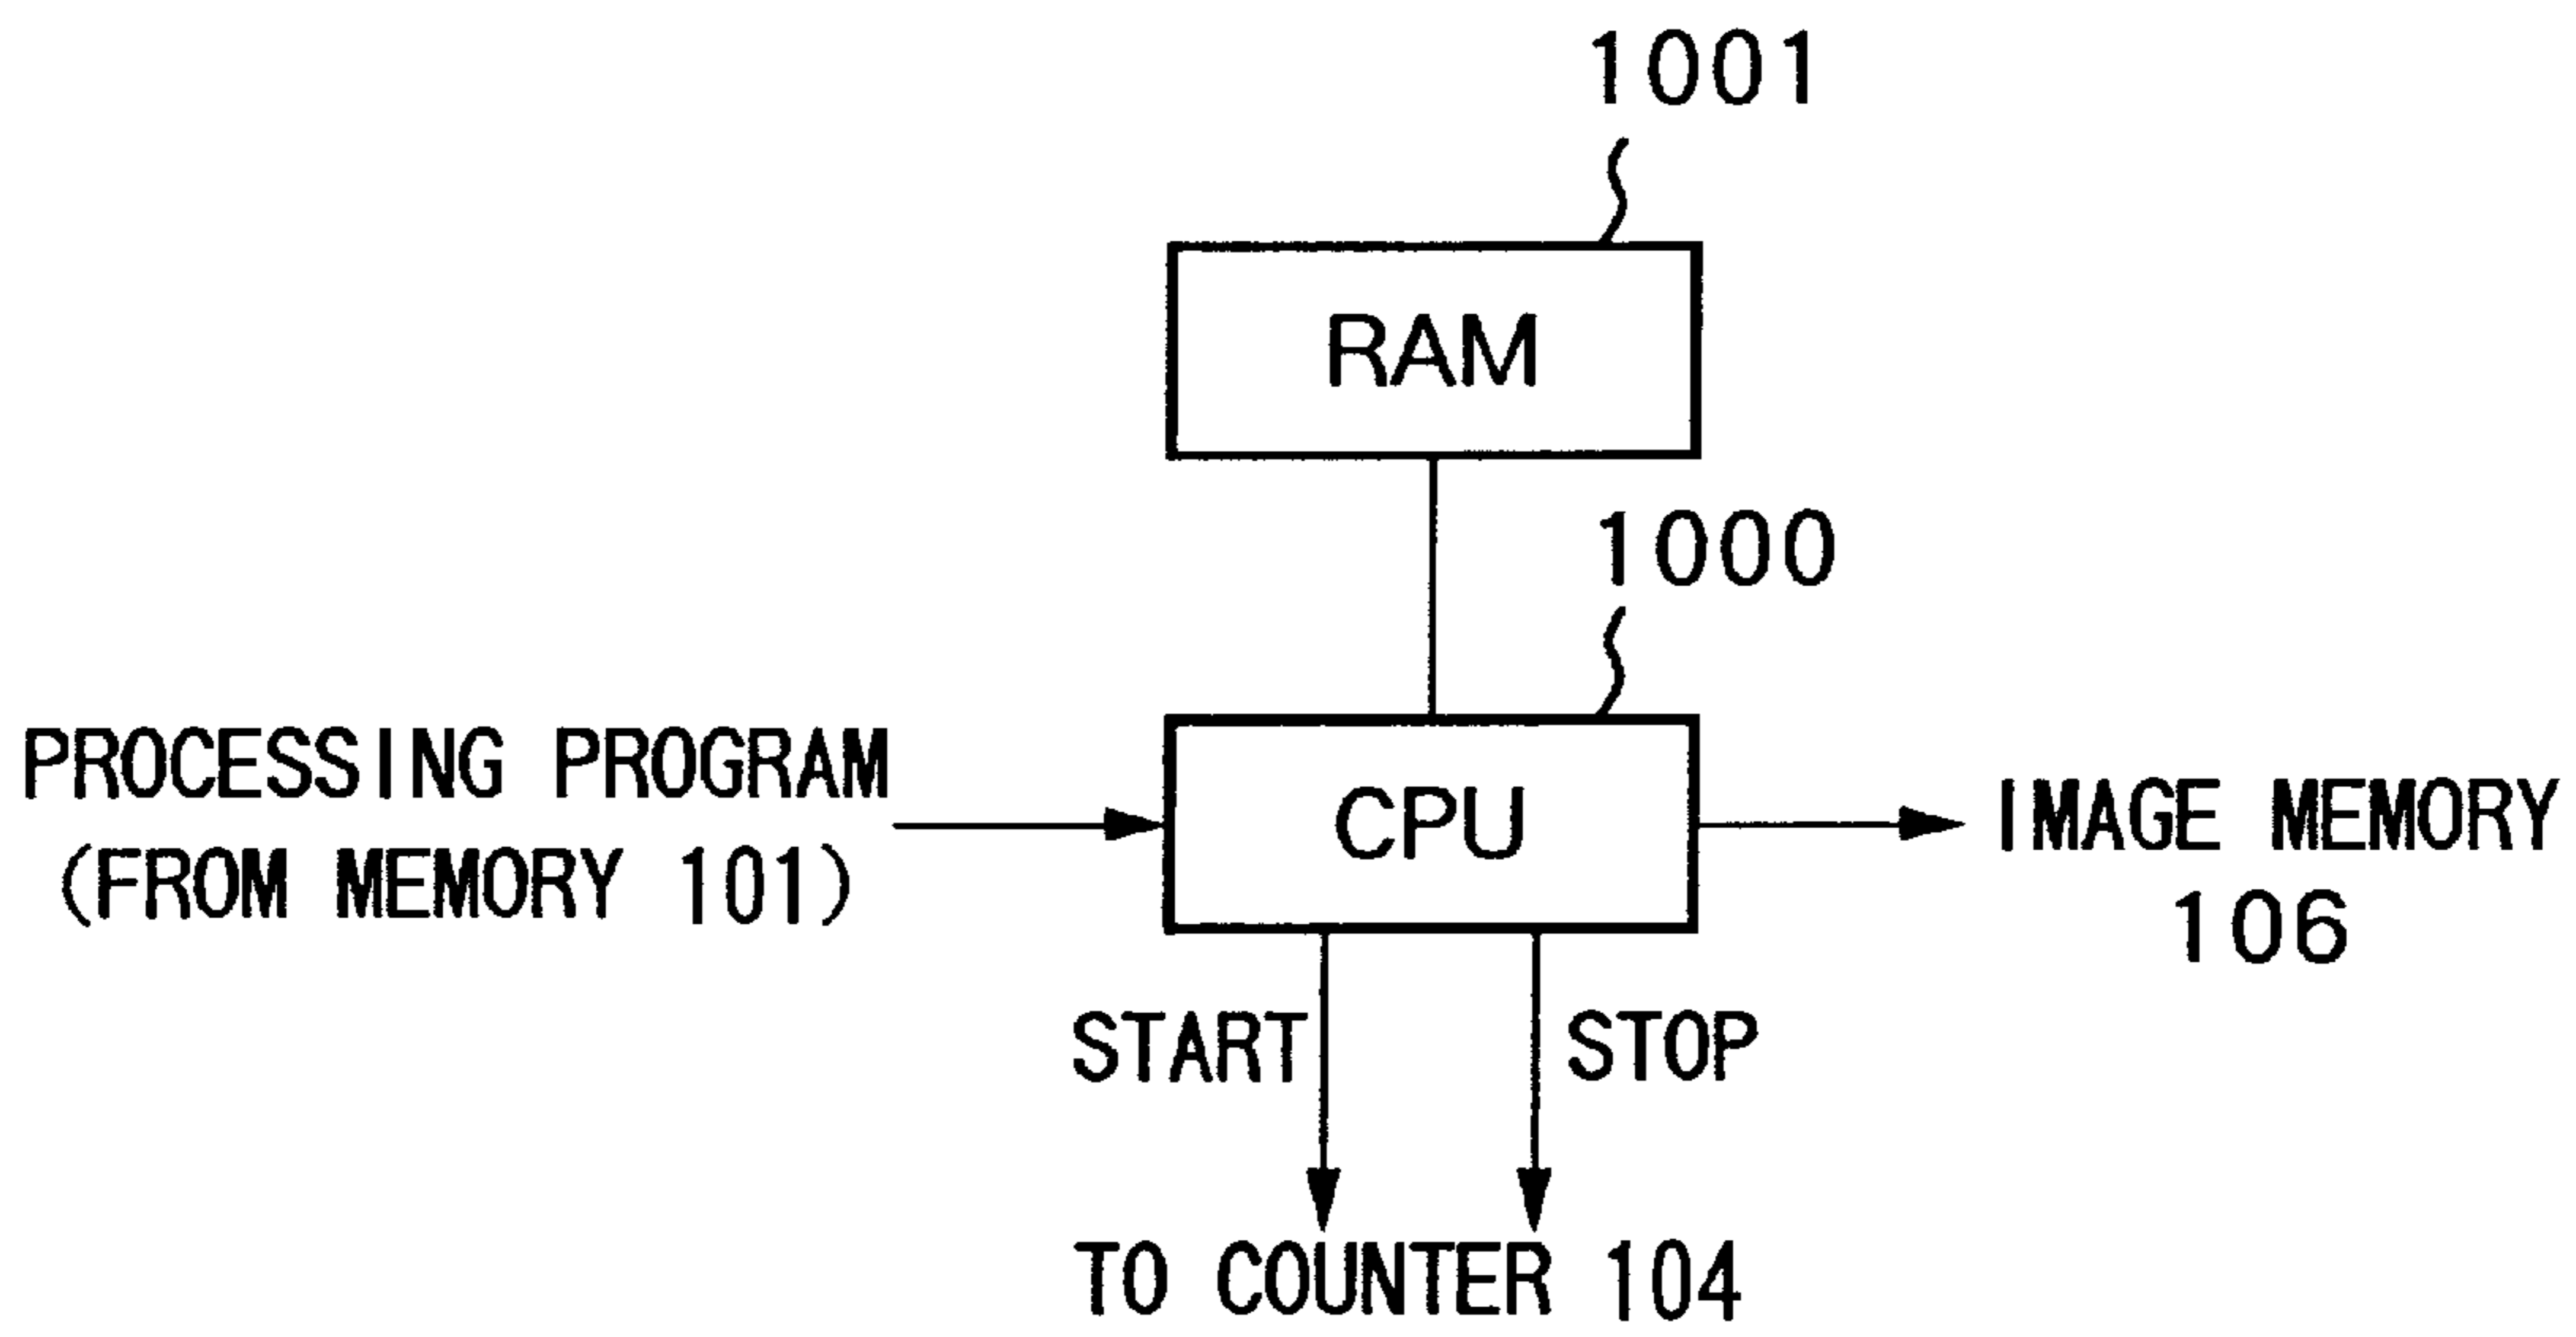 1001
RAM
1000
PROCESSING PROGRAM
(FROM MEMORY 101)
CPU
IMAGE MEMORY
106
START
STOP
TO COUNTER 104